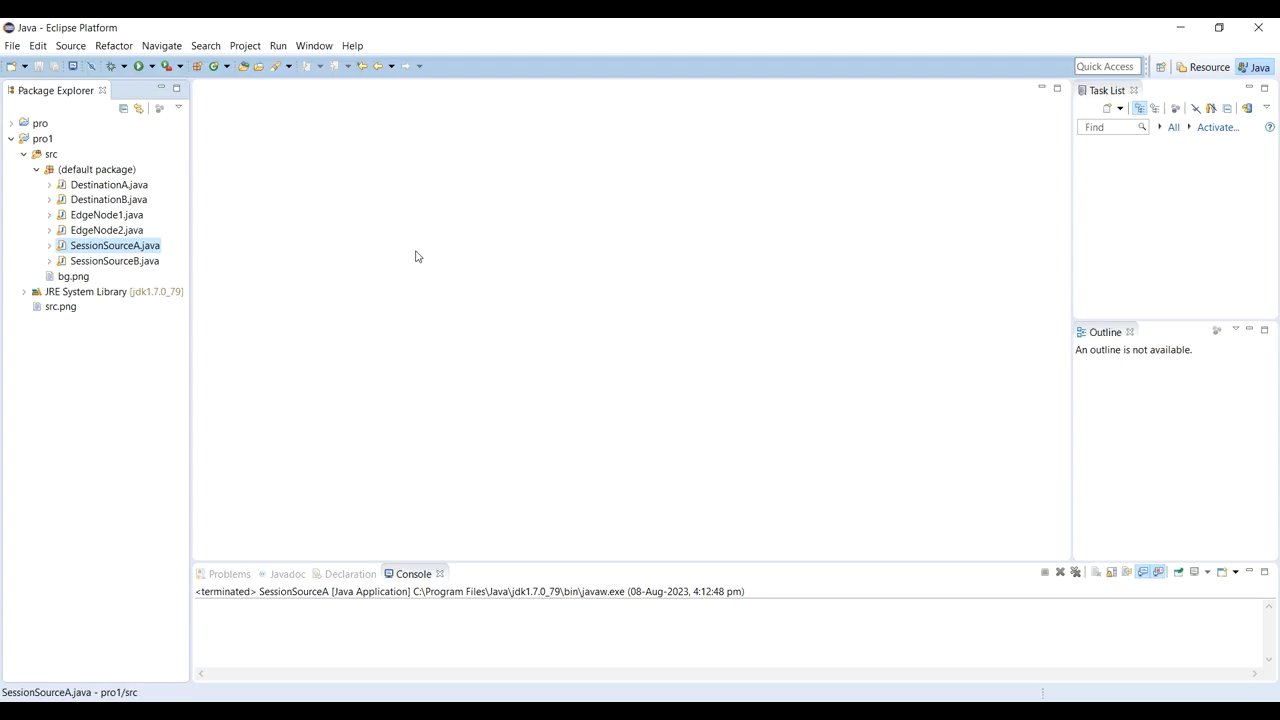 Java - Eclipse Platform
File Edit Source Refactor Navigate Search Project Run Window Help
Quick Access Resource Java
Package Explorer
pro
pro1
src
(default package)
DestinationA.java
DestinationB.java
EdgeNode1.java
EdgeNode2.java
SessionSourceA.java
SessionSourceB.java
bg.png
JRE System Library [jdk1.7.0_79]
src.png
Task List
Find All Activate...
Outline
An outline is not available.
Problems Javadoc Declaration Console
<terminated> SessionSourceA [Java Application] C:\Program Files\Java\jdk1.7.0_79\bin\javaw.exe (08-Aug-2023, 4:12:48 pm)
SessionSourceA.java - pro1/src